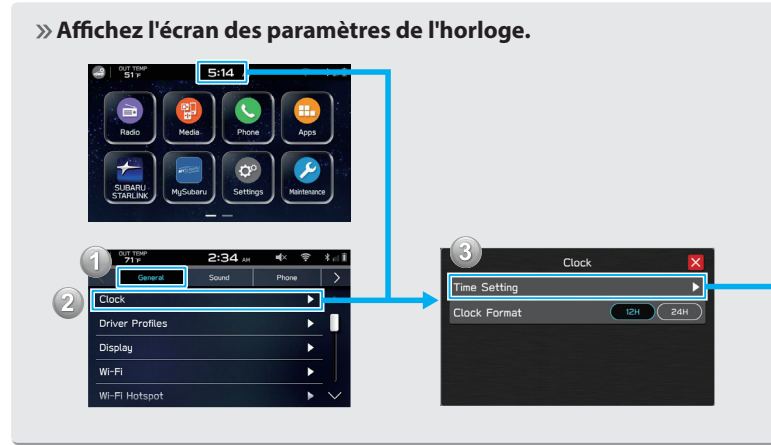 » Affichez l'écran des paramètres de l'horloge.
OUT TEMP
51 °F
5:14
Radio
Media
Phone
Apps
SUBARU
STARLINK
MySubaru
Settings
Maintenance
1
OUT TEMP
71 °F
2:34 AM
General
Sound
Phone
2
Clock
Driver Profiles
Display
Wi-Fi
Wi-Fi Hotspot
3
Clock
Time Setting
Clock Format
12H
24H